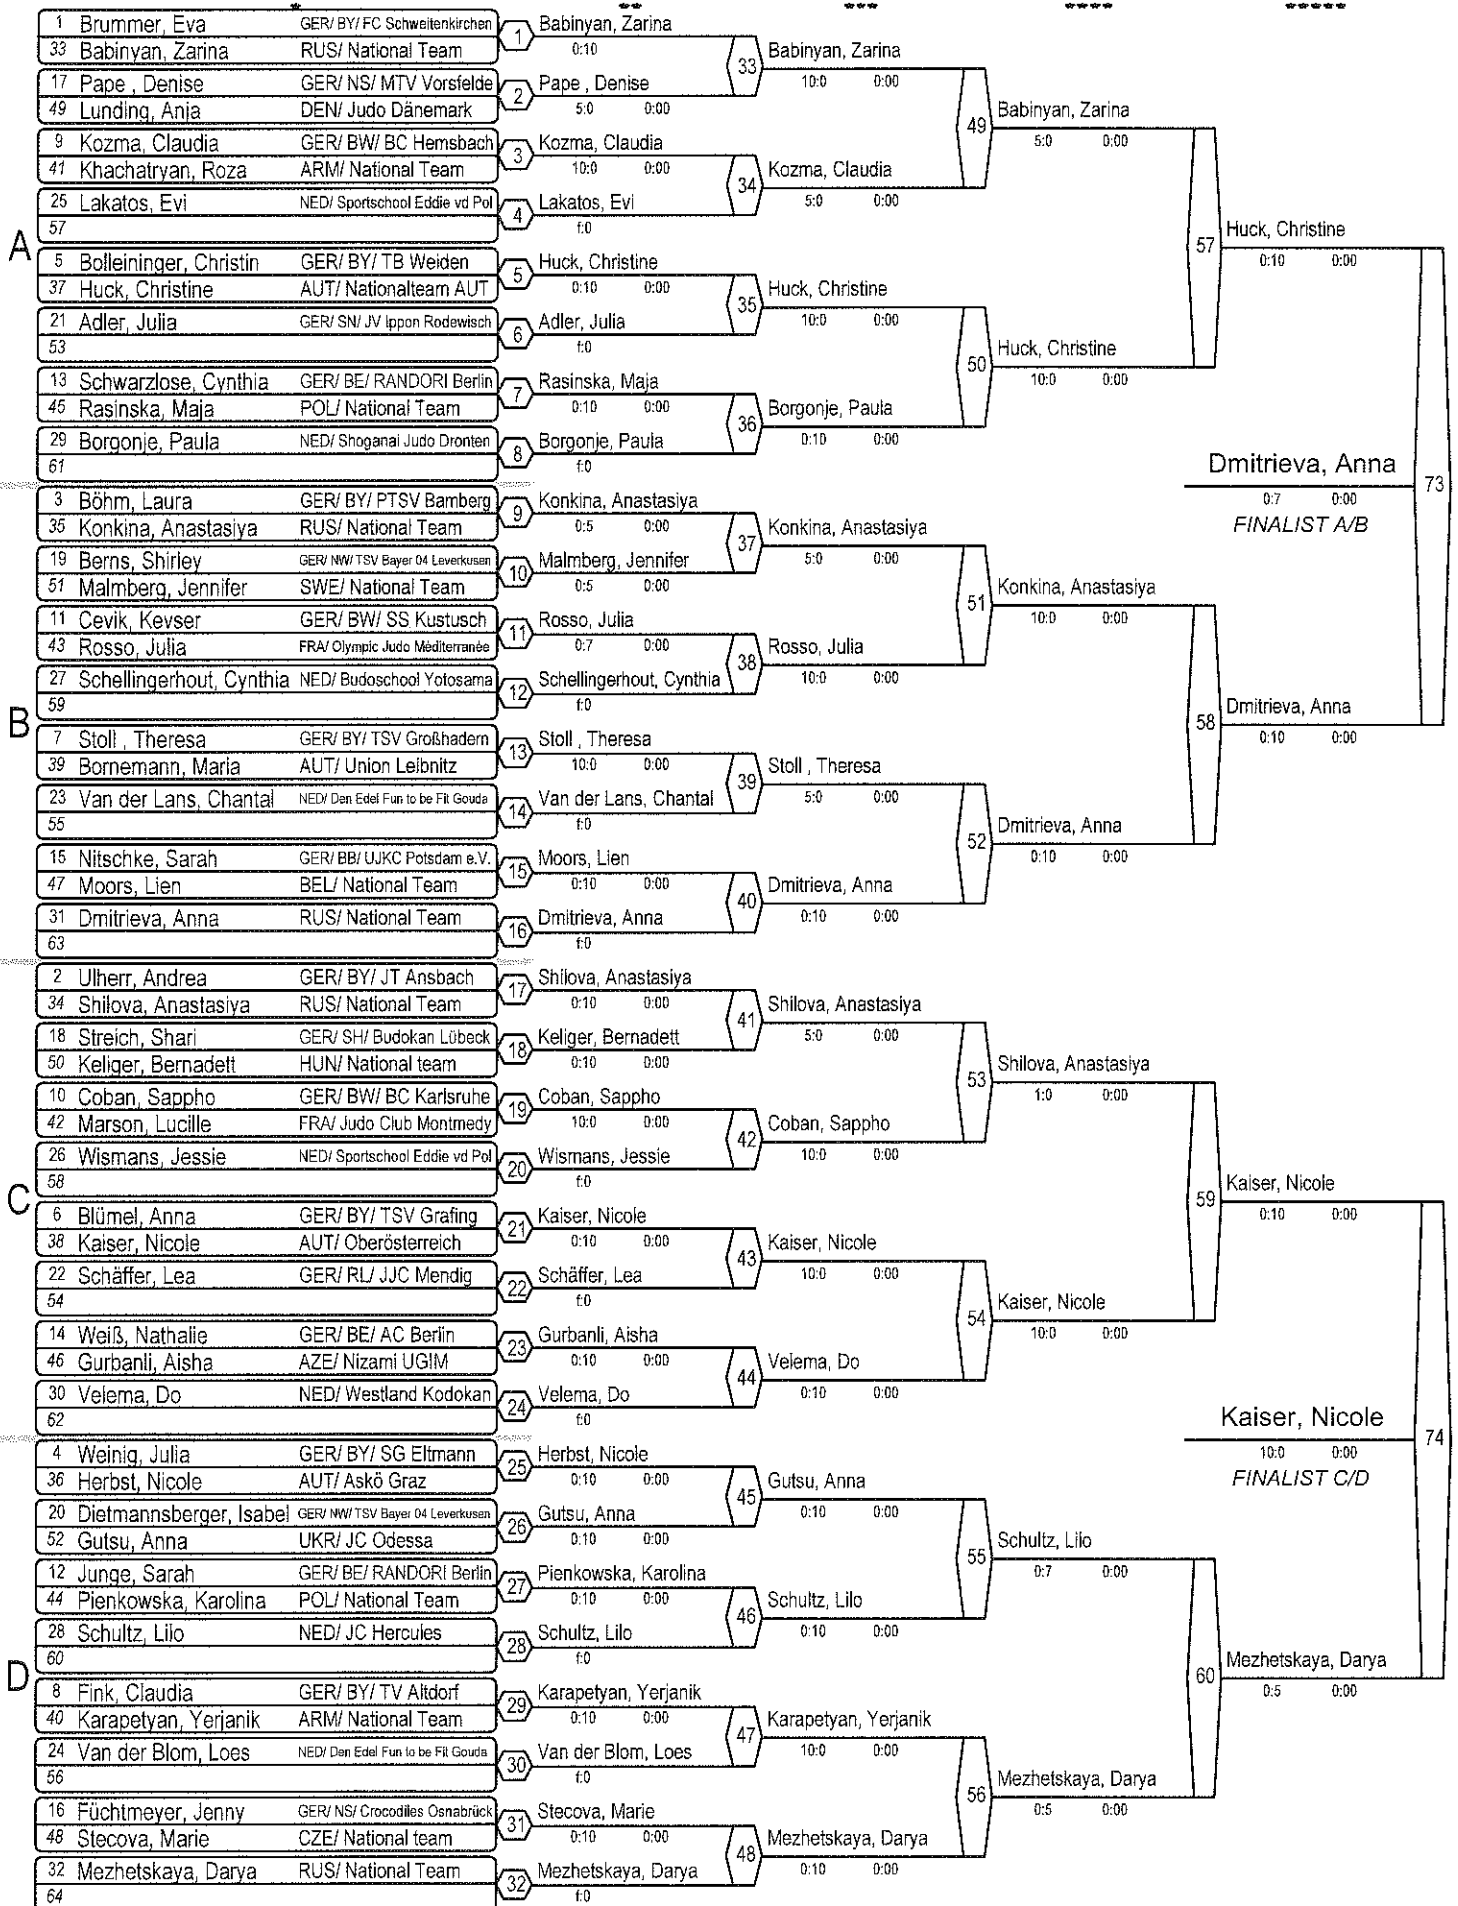 * ** *** **** *****
A
1 Brummer, Eva GER/ BY/ FC Schweitenkirchen
33 Babinyan, Zarina RUS/ National Team
1 Babinyan, Zarina
0:10
17 Pape , Denise GER/ NS/ MTV Vorsfelde
49 Lunding, Anja DEN/ Judo Dänemark
2 Pape , Denise
5:0 0:00
9 Kozma, Claudia GER/ BW/ BC Hemsbach
41 Khachatryan, Roza ARM/ National Team
3 Kozma, Claudia
10:0 0:00
25 Lakatos, Evi NED/ Sportschool Eddie vd Pol
57
4 Lakatos, Evi
f:0
5 Bolleininger, Christin GER/ BY/ TB Weiden
37 Huck, Christine AUT/ Nationalteam AUT
5 Huck, Christine
0:10 0:00
21 Adler, Julia GER/ SN/ JV Ippon Rodewisch
53
6 Adler, Julia
f:0
13 Schwarzlose, Cynthia GER/ BE/ RANDORI Berlin
45 Rasinska, Maja POL/ National Team
7 Rasinska, Maja
0:10 0:00
29 Borgonje, Paula NED/ Shoganai Judo Dronten
61
8 Borgonje, Paula
f:0
B
3 Böhm, Laura GER/ BY/ PTSV Bamberg
35 Konkina, Anastasiya RUS/ National Team
9 Konkina, Anastasiya
0:5 0:00
19 Berns, Shirley GER/ NW/ TSV Bayer 04 Leverkusen
51 Malmberg, Jennifer SWE/ National Team
10 Malmberg, Jennifer
0:5 0:00
11 Cevik, Kevser GER/ BW/ SS Kustusch
43 Rosso, Julia FRA/ Olympic Judo Méditerranée
11 Rosso, Julia
0:7 0:00
27 Schellingerhout, Cynthia NED/ Budoschool Yotosama
59
12 Schellingerhout, Cynthia
f:0
7 Stoll , Theresa GER/ BY/ TSV Großhadern
39 Bornemann, Maria AUT/ Union Leibnitz
13 Stoll , Theresa
10:0 0:00
23 Van der Lans, Chantal NED/ Den Edel Fun to be Fit Gouda
55
14 Van der Lans, Chantal
f:0
15 Nitschke, Sarah GER/ BB/ UJKC Potsdam e.V.
47 Moors, Lien BEL/ National Team
15 Moors, Lien
0:10 0:00
31 Dmitrieva, Anna RUS/ National Team
63
16 Dmitrieva, Anna
f:0
C
2 Ulherr, Andrea GER/ BY/ JT Ansbach
34 Shilova, Anastasiya RUS/ National Team
17 Shilova, Anastasiya
0:10 0:00
18 Streich, Shari GER/ SH/ Budokan Lübeck
50 Keliger, Bernadett HUN/ National team
18 Keliger, Bernadett
0:10 0:00
10 Coban, Sappho GER/ BW/ BC Karlsruhe
42 Marson, Lucille FRA/ Judo Club Montmedy
19 Coban, Sappho
10:0 0:00
26 Wismans, Jessie NED/ Sportschool Eddie vd Pol
58
20 Wismans, Jessie
f:0
6 Blümel, Anna GER/ BY/ TSV Grafing
38 Kaiser, Nicole AUT/ Oberösterreich
21 Kaiser, Nicole
0:10 0:00
22 Schäffer, Lea GER/ RL/ JJC Mendig
54
22 Schäffer, Lea
f:0
14 Weiß, Nathalie GER/ BE/ AC Berlin
46 Gurbanli, Aisha AZE/ Nizami UGIM
23 Gurbanli, Aisha
0:10 0:00
30 Velema, Do NED/ Westland Kodokan
62
24 Velema, Do
f:0
D
4 Weinig, Julia GER/ BY/ SG Eltmann
36 Herbst, Nicole AUT/ Askö Graz
25 Herbst, Nicole
0:10 0:00
20 Dietmannsberger, Isabel GER/ NW/ TSV Bayer 04 Leverkusen
52 Gutsu, Anna UKR/ JC Odessa
26 Gutsu, Anna
0:10 0:00
12 Junge, Sarah GER/ BE/ RANDORI Berlin
44 Pienkowska, Karolina POL/ National Team
27 Pienkowska, Karolina
0:10 0:00
28 Schultz, Lilo NED/ JC Hercules
60
28 Schultz, Lilo
f:0
8 Fink, Claudia GER/ BY/ TV Altdorf
40 Karapetyan, Yerjanik ARM/ National Team
29 Karapetyan, Yerjanik
0:10 0:00
24 Van der Blom, Loes NED/ Den Edel Fun to be Fit Gouda
56
30 Van der Blom, Loes
f:0
16 Füchtmeyer, Jenny GER/ NS/ Crocodiles Osnabrück
48 Stecova, Marie CZE/ National team
31 Stecova, Marie
0:10 0:00
32 Mezhetskaya, Darya RUS/ National Team
64
32 Mezhetskaya, Darya
f:0
33 Babinyan, Zarina
10:0 0:00
34 Kozma, Claudia
5:0 0:00
35 Huck, Christine
10:0 0:00
36 Borgonje, Paula
0:10 0:00
37 Konkina, Anastasiya
5:0 0:00
38 Rosso, Julia
10:0 0:00
39 Stoll , Theresa
5:0 0:00
40 Dmitrieva, Anna
0:10 0:00
41 Shilova, Anastasiya
5:0 0:00
42 Coban, Sappho
10:0 0:00
43 Kaiser, Nicole
10:0 0:00
44 Velema, Do
0:10 0:00
45 Gutsu, Anna
0:10 0:00
46 Schultz, Lilo
0:10 0:00
47 Karapetyan, Yerjanik
10:0 0:00
48 Mezhetskaya, Darya
0:10 0:00
49 Babinyan, Zarina
5:0 0:00
50 Huck, Christine
10:0 0:00
51 Konkina, Anastasiya
10:0 0:00
52 Dmitrieva, Anna
0:10 0:00
53 Shilova, Anastasiya
1:0 0:00
54 Kaiser, Nicole
10:0 0:00
55 Schultz, Lilo
0:7 0:00
56 Mezhetskaya, Darya
0:5 0:00
57 Huck, Christine
0:10 0:00
58 Dmitrieva, Anna
0:10 0:00
59 Kaiser, Nicole
0:10 0:00
60 Mezhetskaya, Darya
0:5 0:00
Dmitrieva, Anna 73
0:7 0:00
FINALIST A/B
Kaiser, Nicole 74
10:0 0:00
FINALIST C/D